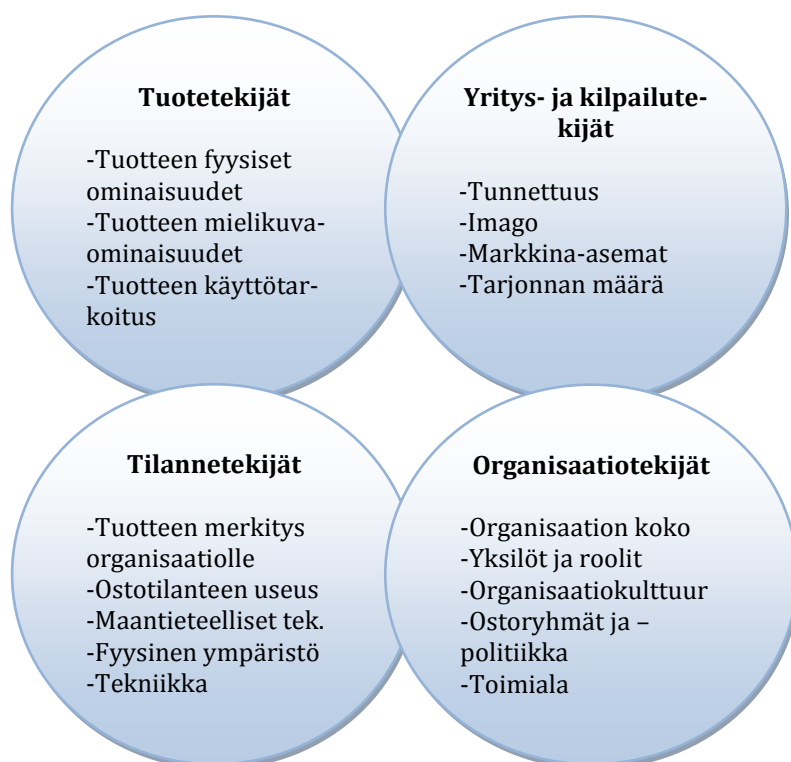 Tuotetekijät
-Tuotteen fyysiset
ominaisuudet
-Tuotteen mielikuva-
ominaisuudet
-Tuotteen käyttötar-
koitus
Yritys- ja kilpailute-
kijät
-Tunnettuus
-Imago
-Markkina-asemat
-Tarjonnan määrä
Tilannetekijät
-Tuotteen merkitys
organisaatiolle
-Ostotilanteen useus
-Maantieteelliset tek.
-Fyysinen ympäristö
-Tekniikka
Organisaatiotekijät
-Organisaation koko
-Yksilöt ja roolit
-Organisaatiokulttuur
-Ostoryhmät ja –
politiikka
-Toimiala